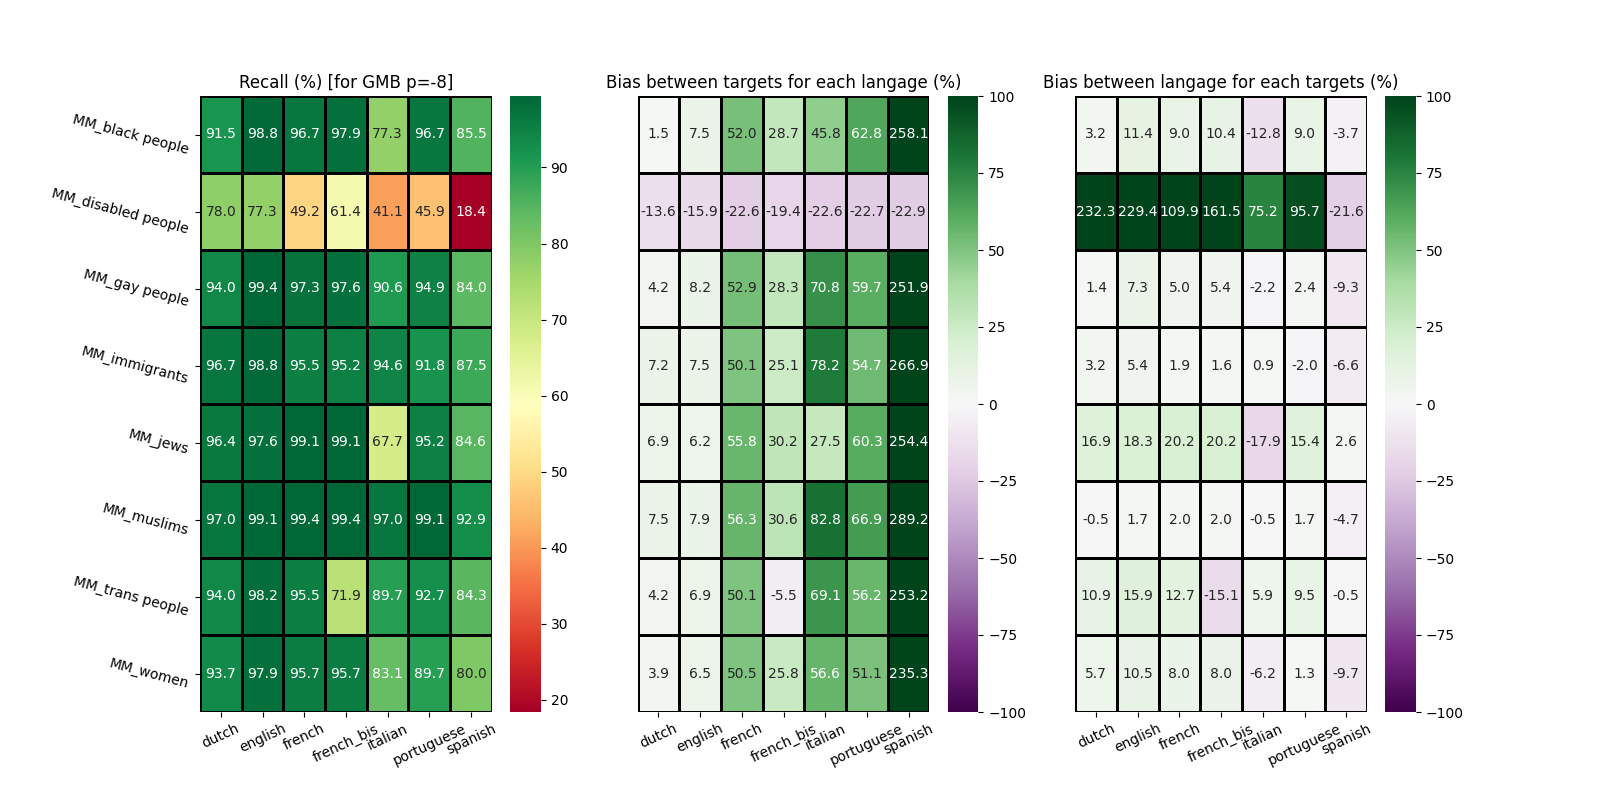 Recall (%) [for GMB p=-8]
Bias between targets for each langage (%)
Bias between langage for each targets (%)
MM_black people 91.5 98.8 96.7 97.9 77.3 96.7 85.5
MM_disabled people 78.0 77.3 49.2 61.4 41.1 45.9 18.4
MM_gay people 94.0 99.4 97.3 97.6 90.6 94.9 84.0
MM_immigrants 96.7 98.8 95.5 95.2 94.6 91.8 87.5
MM_jews 96.4 97.6 99.1 99.1 67.7 95.2 84.6
MM_muslims 97.0 99.1 99.4 99.4 97.0 99.1 92.9
MM_trans people 94.0 98.2 95.5 71.9 89.7 92.7 84.3
MM_women 93.7 97.9 95.7 95.7 83.1 89.7 80.0
dutch english french french_bis italian portuguese spanish
90
80
70
60
50
40
30
20
1.5 7.5 52.0 28.7 45.8 62.8 258.1
-13.6 -15.9 -22.6 -19.4 -22.6 -22.7 -22.9
4.2 8.2 52.9 28.3 70.8 59.7 251.9
7.2 7.5 50.1 25.1 78.2 54.7 266.9
6.9 6.2 55.8 30.2 27.5 60.3 254.4
7.5 7.9 56.3 30.6 82.8 66.9 289.2
4.2 6.9 50.1 -5.5 69.1 56.2 253.2
3.9 6.5 50.5 25.8 56.6 51.1 235.3
dutch english french french_bis italian portuguese spanish
100
75
50
25
0
−25
−50
−75
−100
3.2 11.4 9.0 10.4 -12.8 9.0 -3.7
232.3 229.4 109.9 161.5 75.2 95.7 -21.6
1.4 7.3 5.0 5.4 -2.2 2.4 -9.3
3.2 5.4 1.9 1.6 0.9 -2.0 -6.6
16.9 18.3 20.2 20.2 -17.9 15.4 2.6
-0.5 1.7 2.0 2.0 -0.5 1.7 -4.7
10.9 15.9 12.7 -15.1 5.9 9.5 -0.5
5.7 10.5 8.0 8.0 -6.2 1.3 -9.7
dutch english french french_bis italian portuguese spanish
100
75
50
25
0
−25
−50
−75
−100